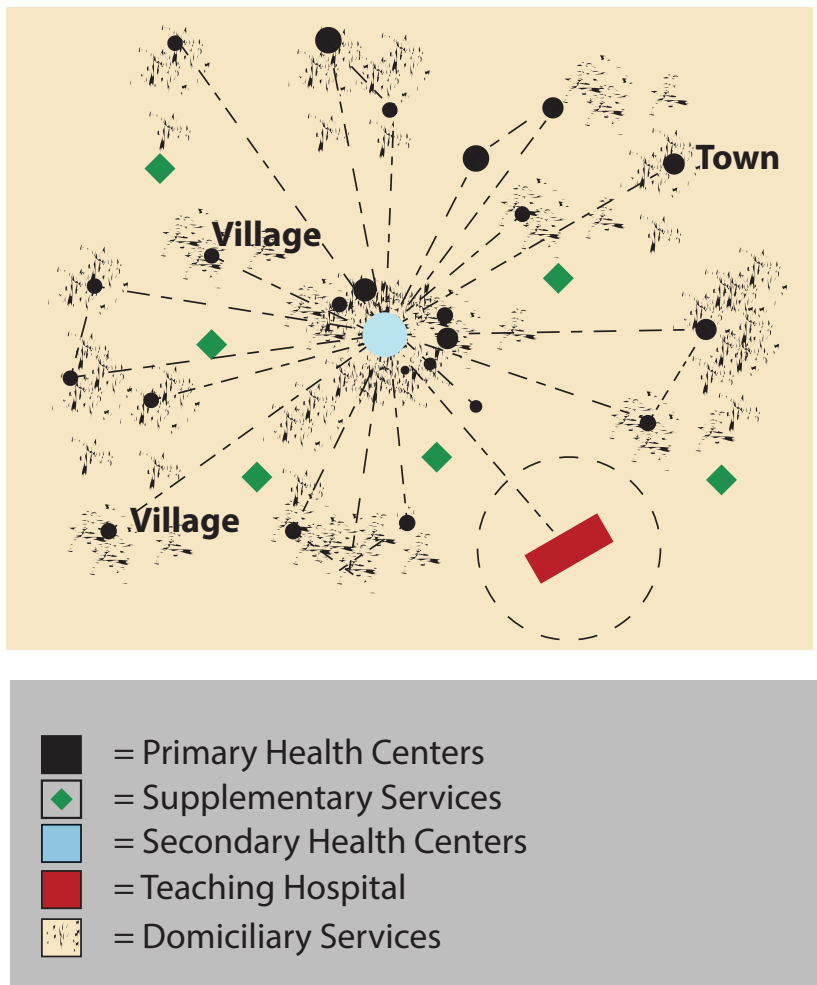 Town
Village
Village
= Primary Health Centers
= Supplementary Services
= Secondary Health Centers
= Teaching Hospital
= Domiciliary Services